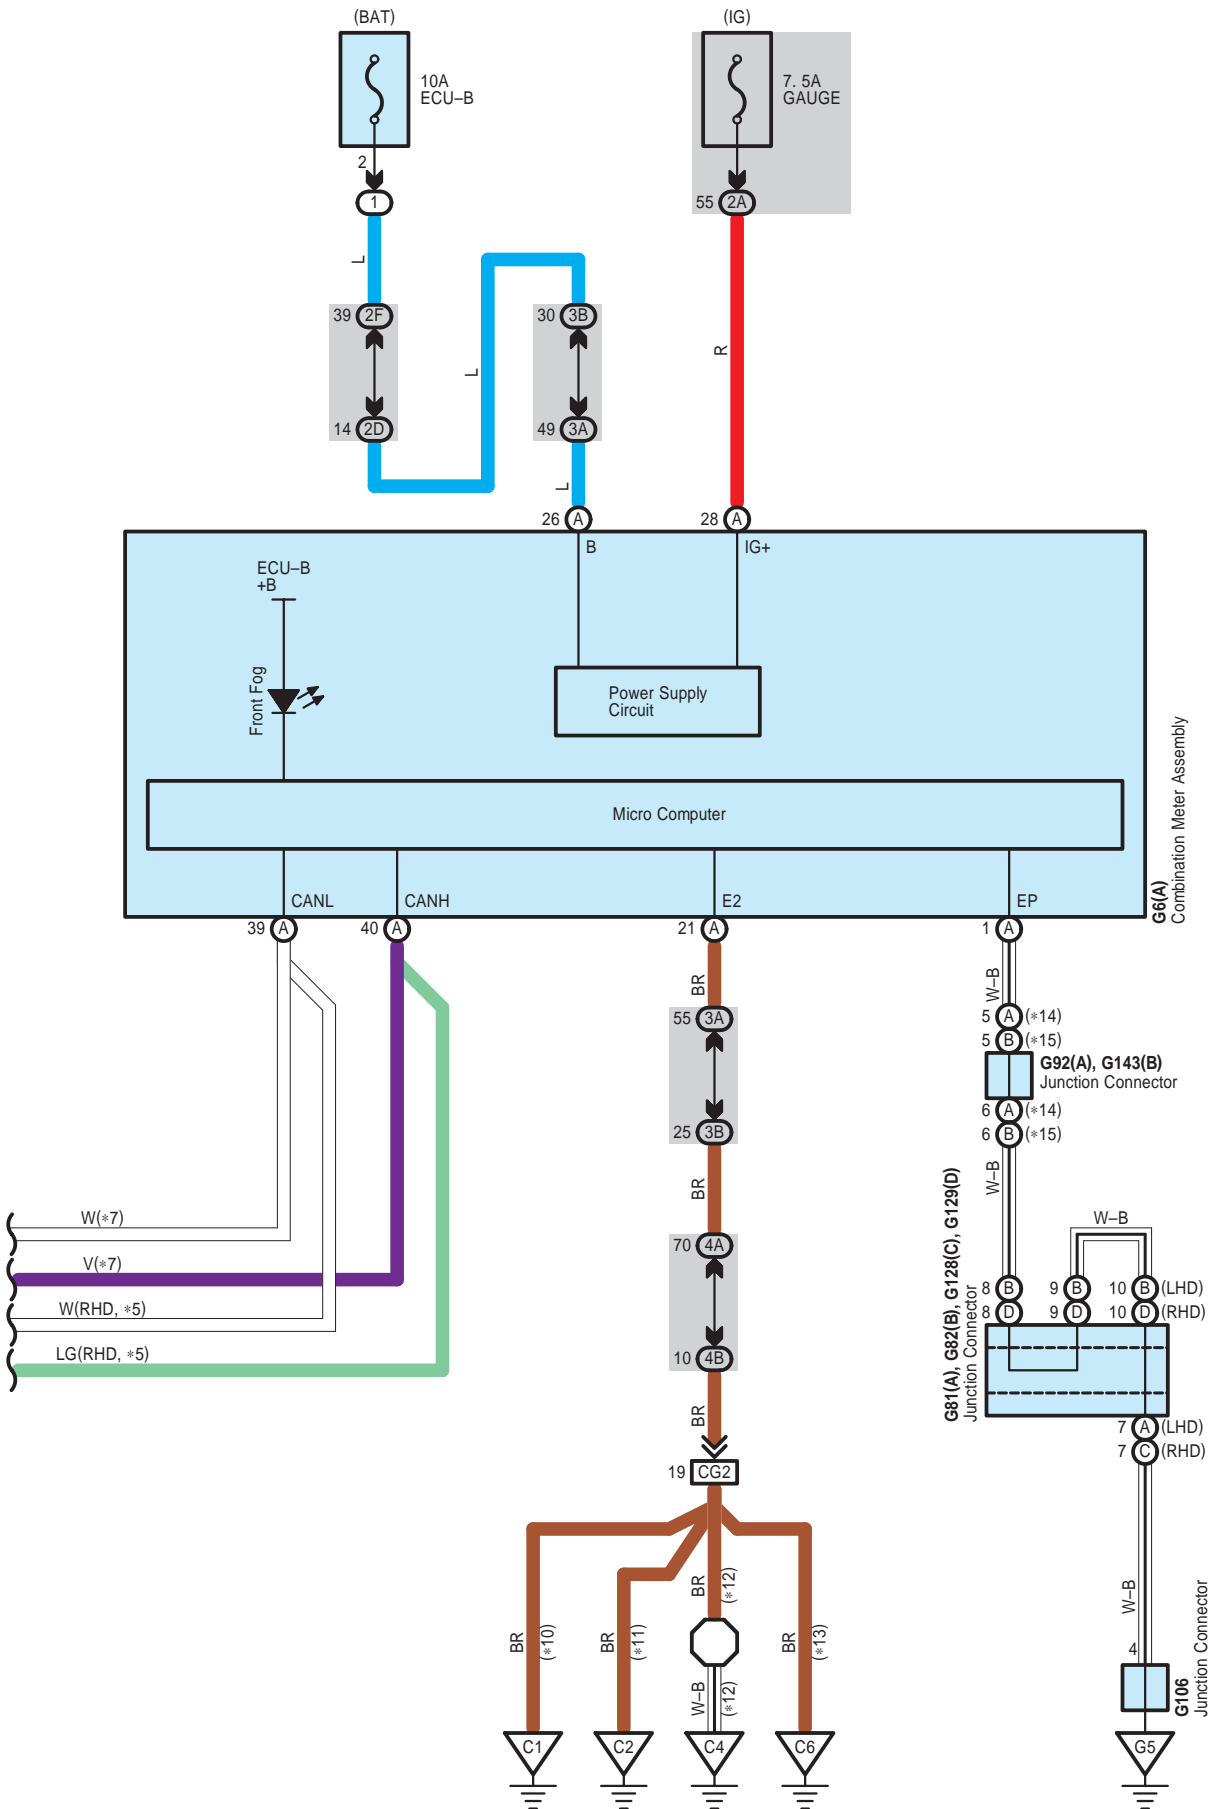 (BAT)
(IG)
10A
ECU–B
7. 5A
GAUGE
2
1
55 2A
L
39 2F
30 3B
L
R
14 2D
49 3A
L
26 A
28 A
B
IG+
ECU–B
+B
Front Fog
Power Supply
Circuit
Micro Computer
G6(A)
Combination Meter Assembly
CANL
CANH
E2
EP
39 A
40 A
21 A
1 A
BR
W–B
55 3A
5 A (*14)
5 B (*15)
G92(A), G143(B)
Junction Connector
6 A (*14)
6 B (*15)
25 3B
BR
W–B
W(*7)
V(*7)
W(RHD, *5)
LG(RHD, *5)
70 4A
10 4B
W–B
8 B
9 B
10 B (LHD)
8 D
9 D
10 D (RHD)
G81(A), G82(B), G128(C), G129(D)
Junction Connector
7 A (LHD)
7 C (RHD)
BR
19 CG2
BR
(*10)
BR
(*11)
BR
(*12)
BR
(*13)
W–B
(*12)
W–B
4
G106
Junction Connector
C1
C2
C4
C6
G5